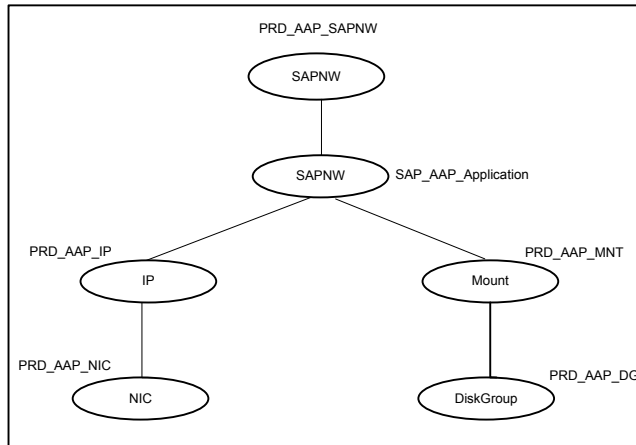 PRD_AAP_SAPNW
SAPNW
SAPNW
SAP_AAP_Application
PRD_AAP_IP
PRD_AAP_MNT
IP
Mount
PRD_AAP_NIC
PRD_AAP_DG
NIC
DiskGroup